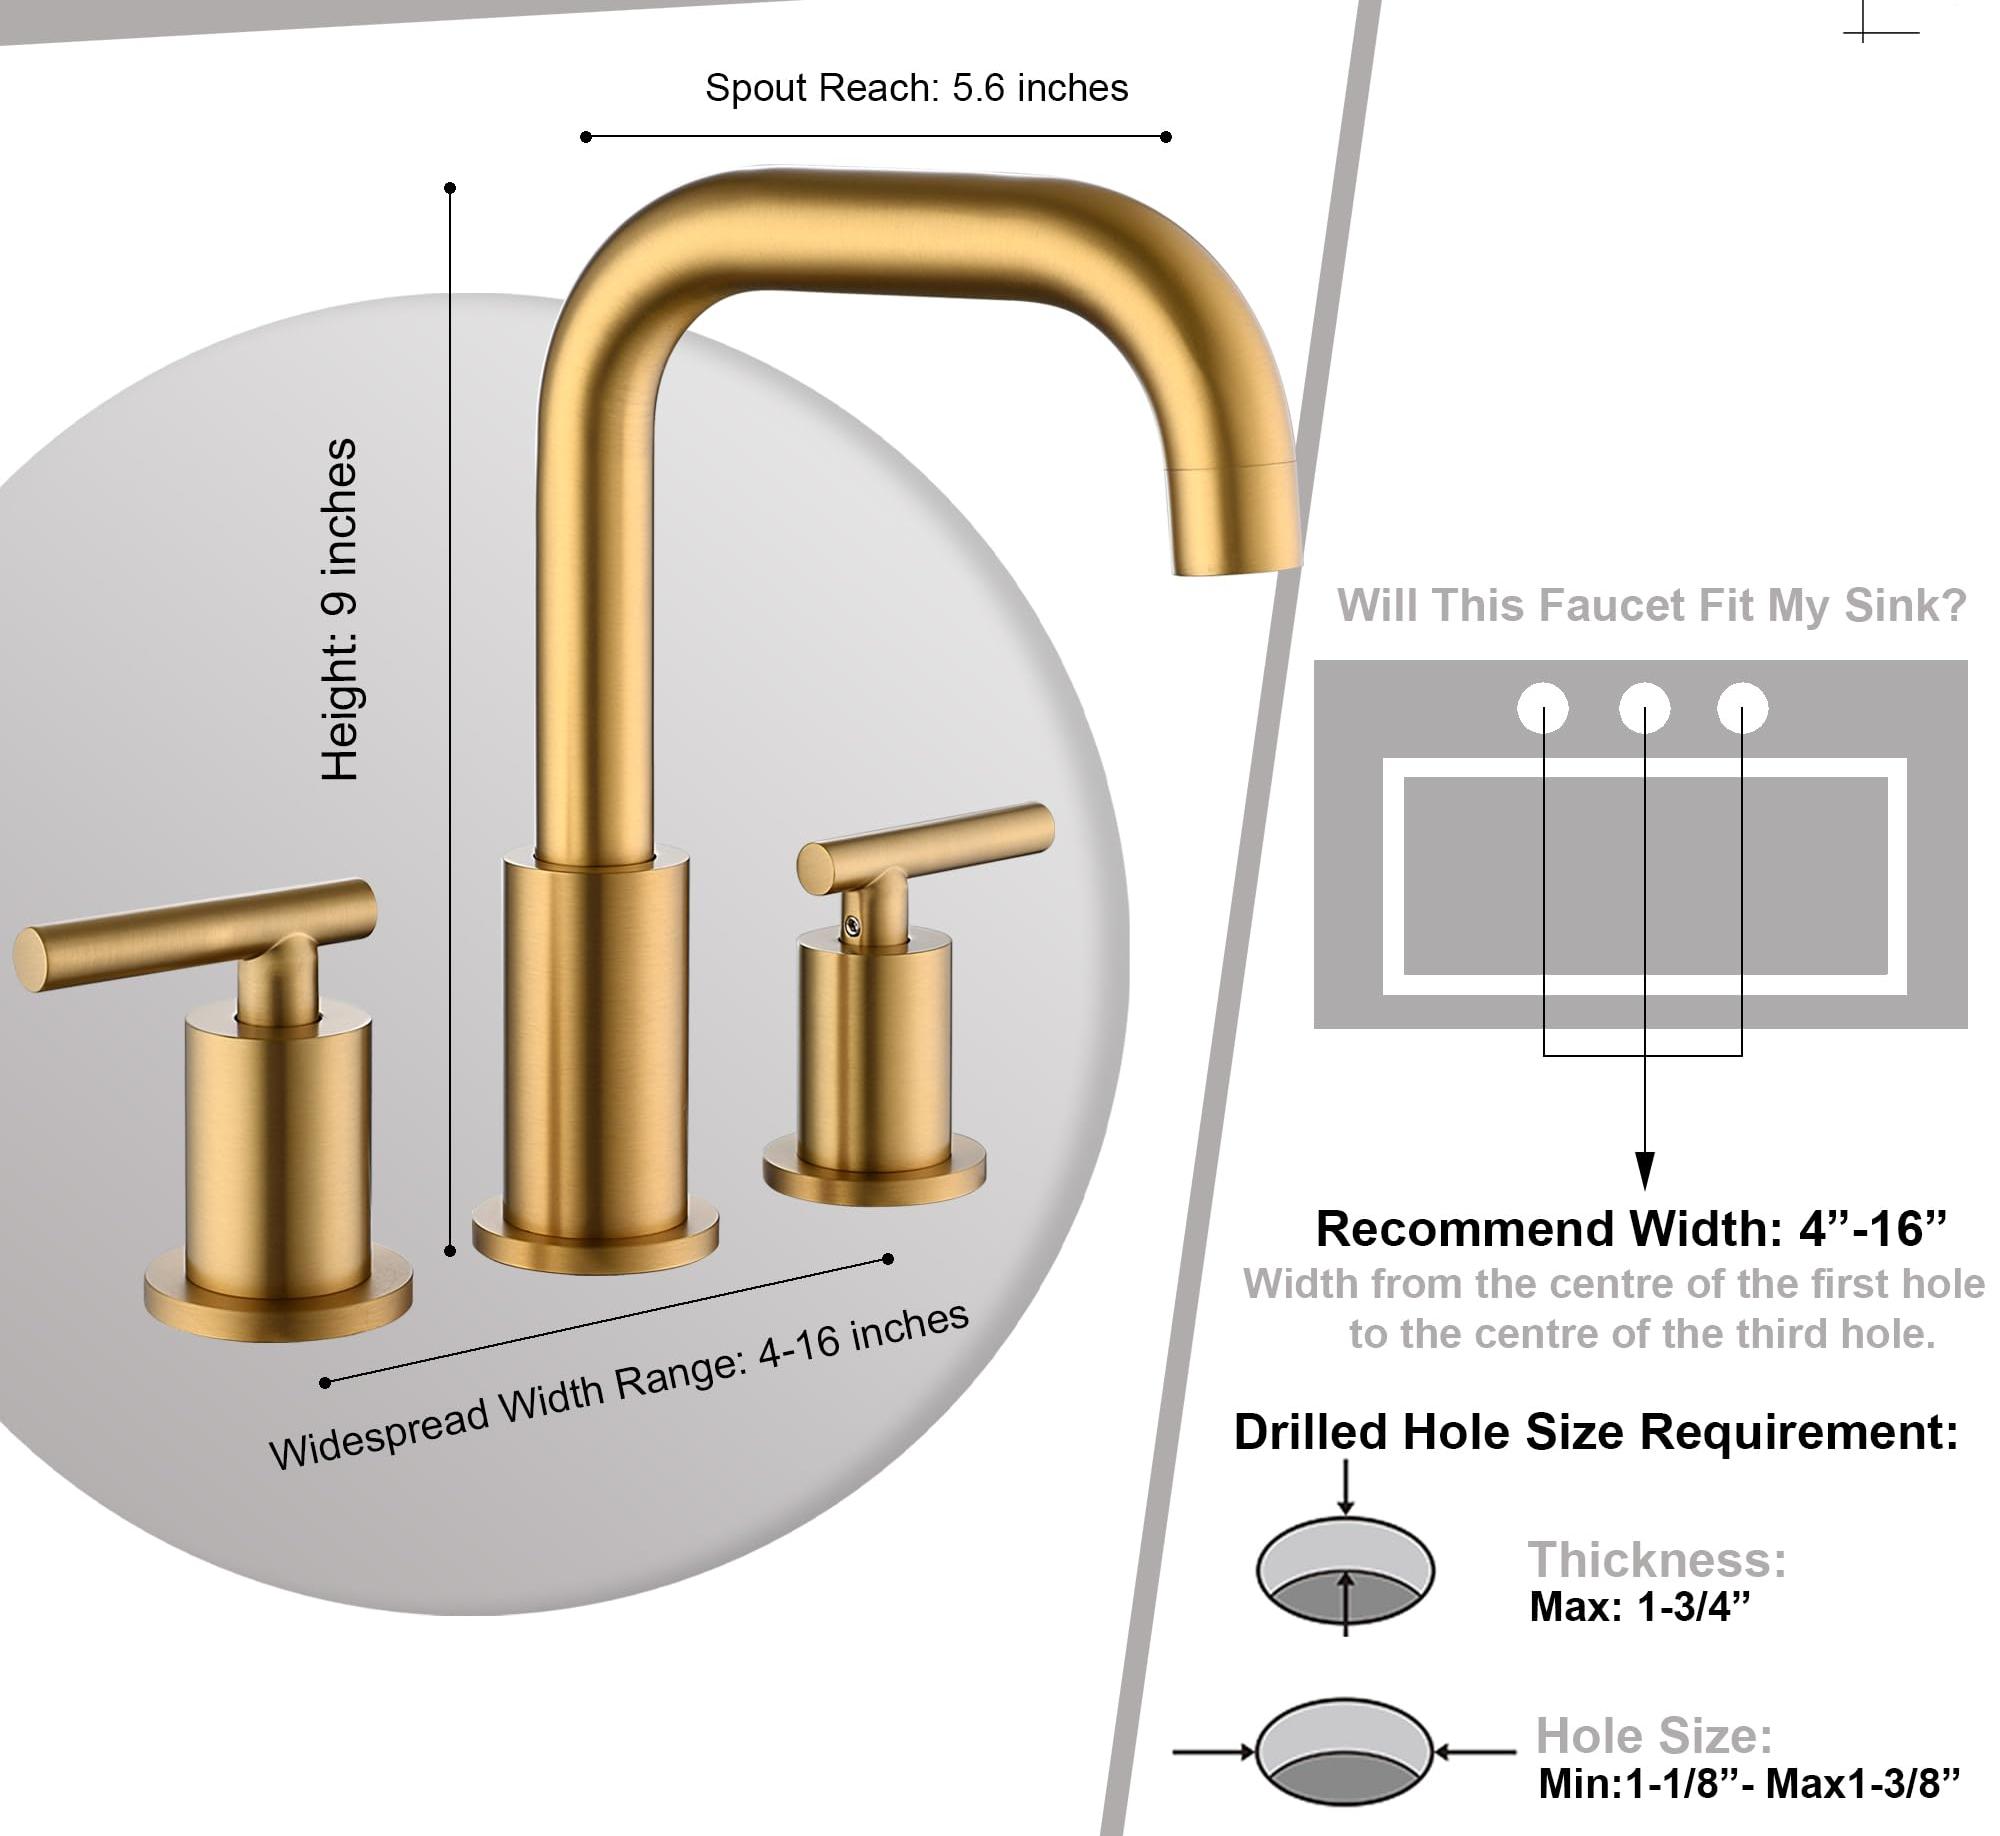 Spout Reach: 5.6 inches
Height: 9 inches
Widespread Width Range: 4-16 inches
Will This Faucet Fit My Sink?
Recommend Width: 4”-16”
Width from the centre of the first hole
to the centre of the third hole.
Drilled Hole Size Requirement:
Thickness:
Max: 1-3/4”
Hole Size:
Min:1-1/8”- Max1-3/8”